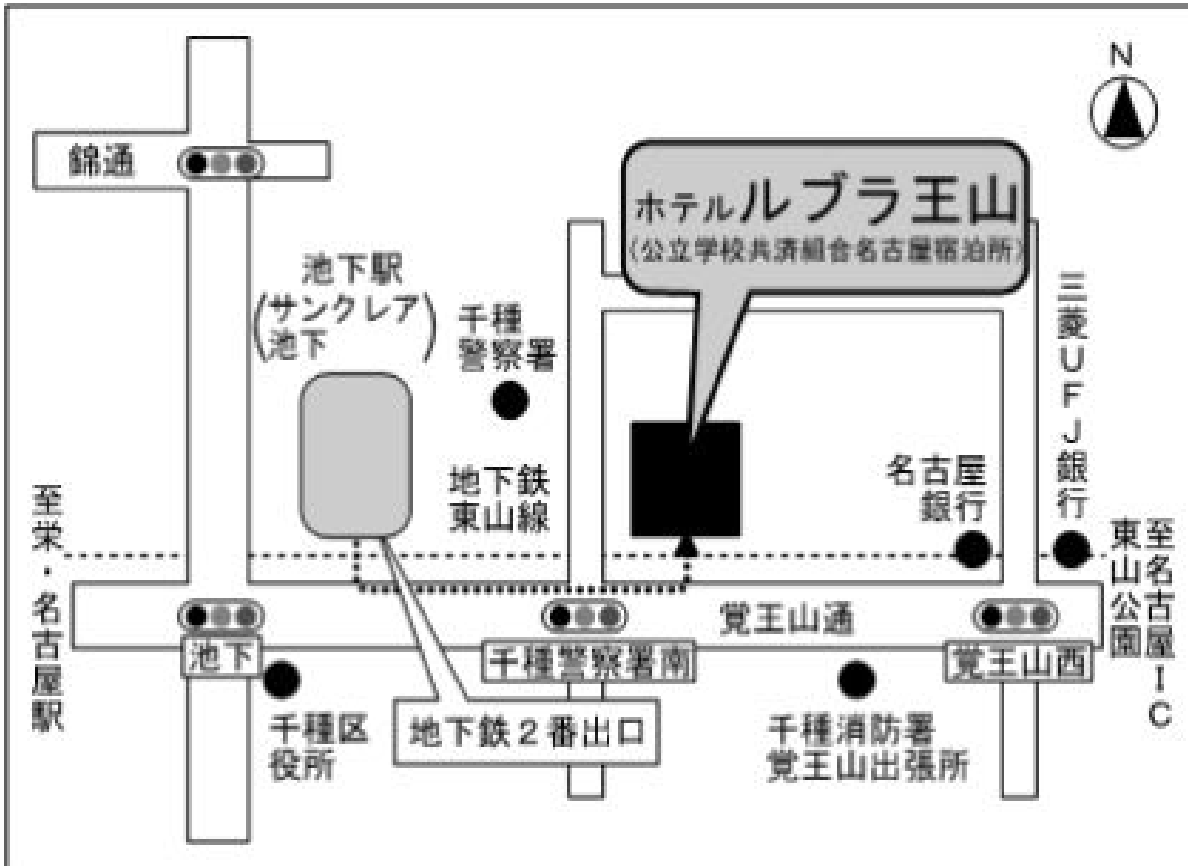 N
錦通
ホテルルブラ王山
(公立学校共済組合名古屋宿泊所)
池下駅
(サンクレア
池下)
千種
警察署
三菱UFJ銀行
地下鉄
東山線
名古屋
銀行
至栄・名古屋駅
至名古屋IC
東山公園
覚王山通
池下
千種警察署南
覚王山西
千種区
役所
地下鉄2番出口
千種消防署
覚王山出張所